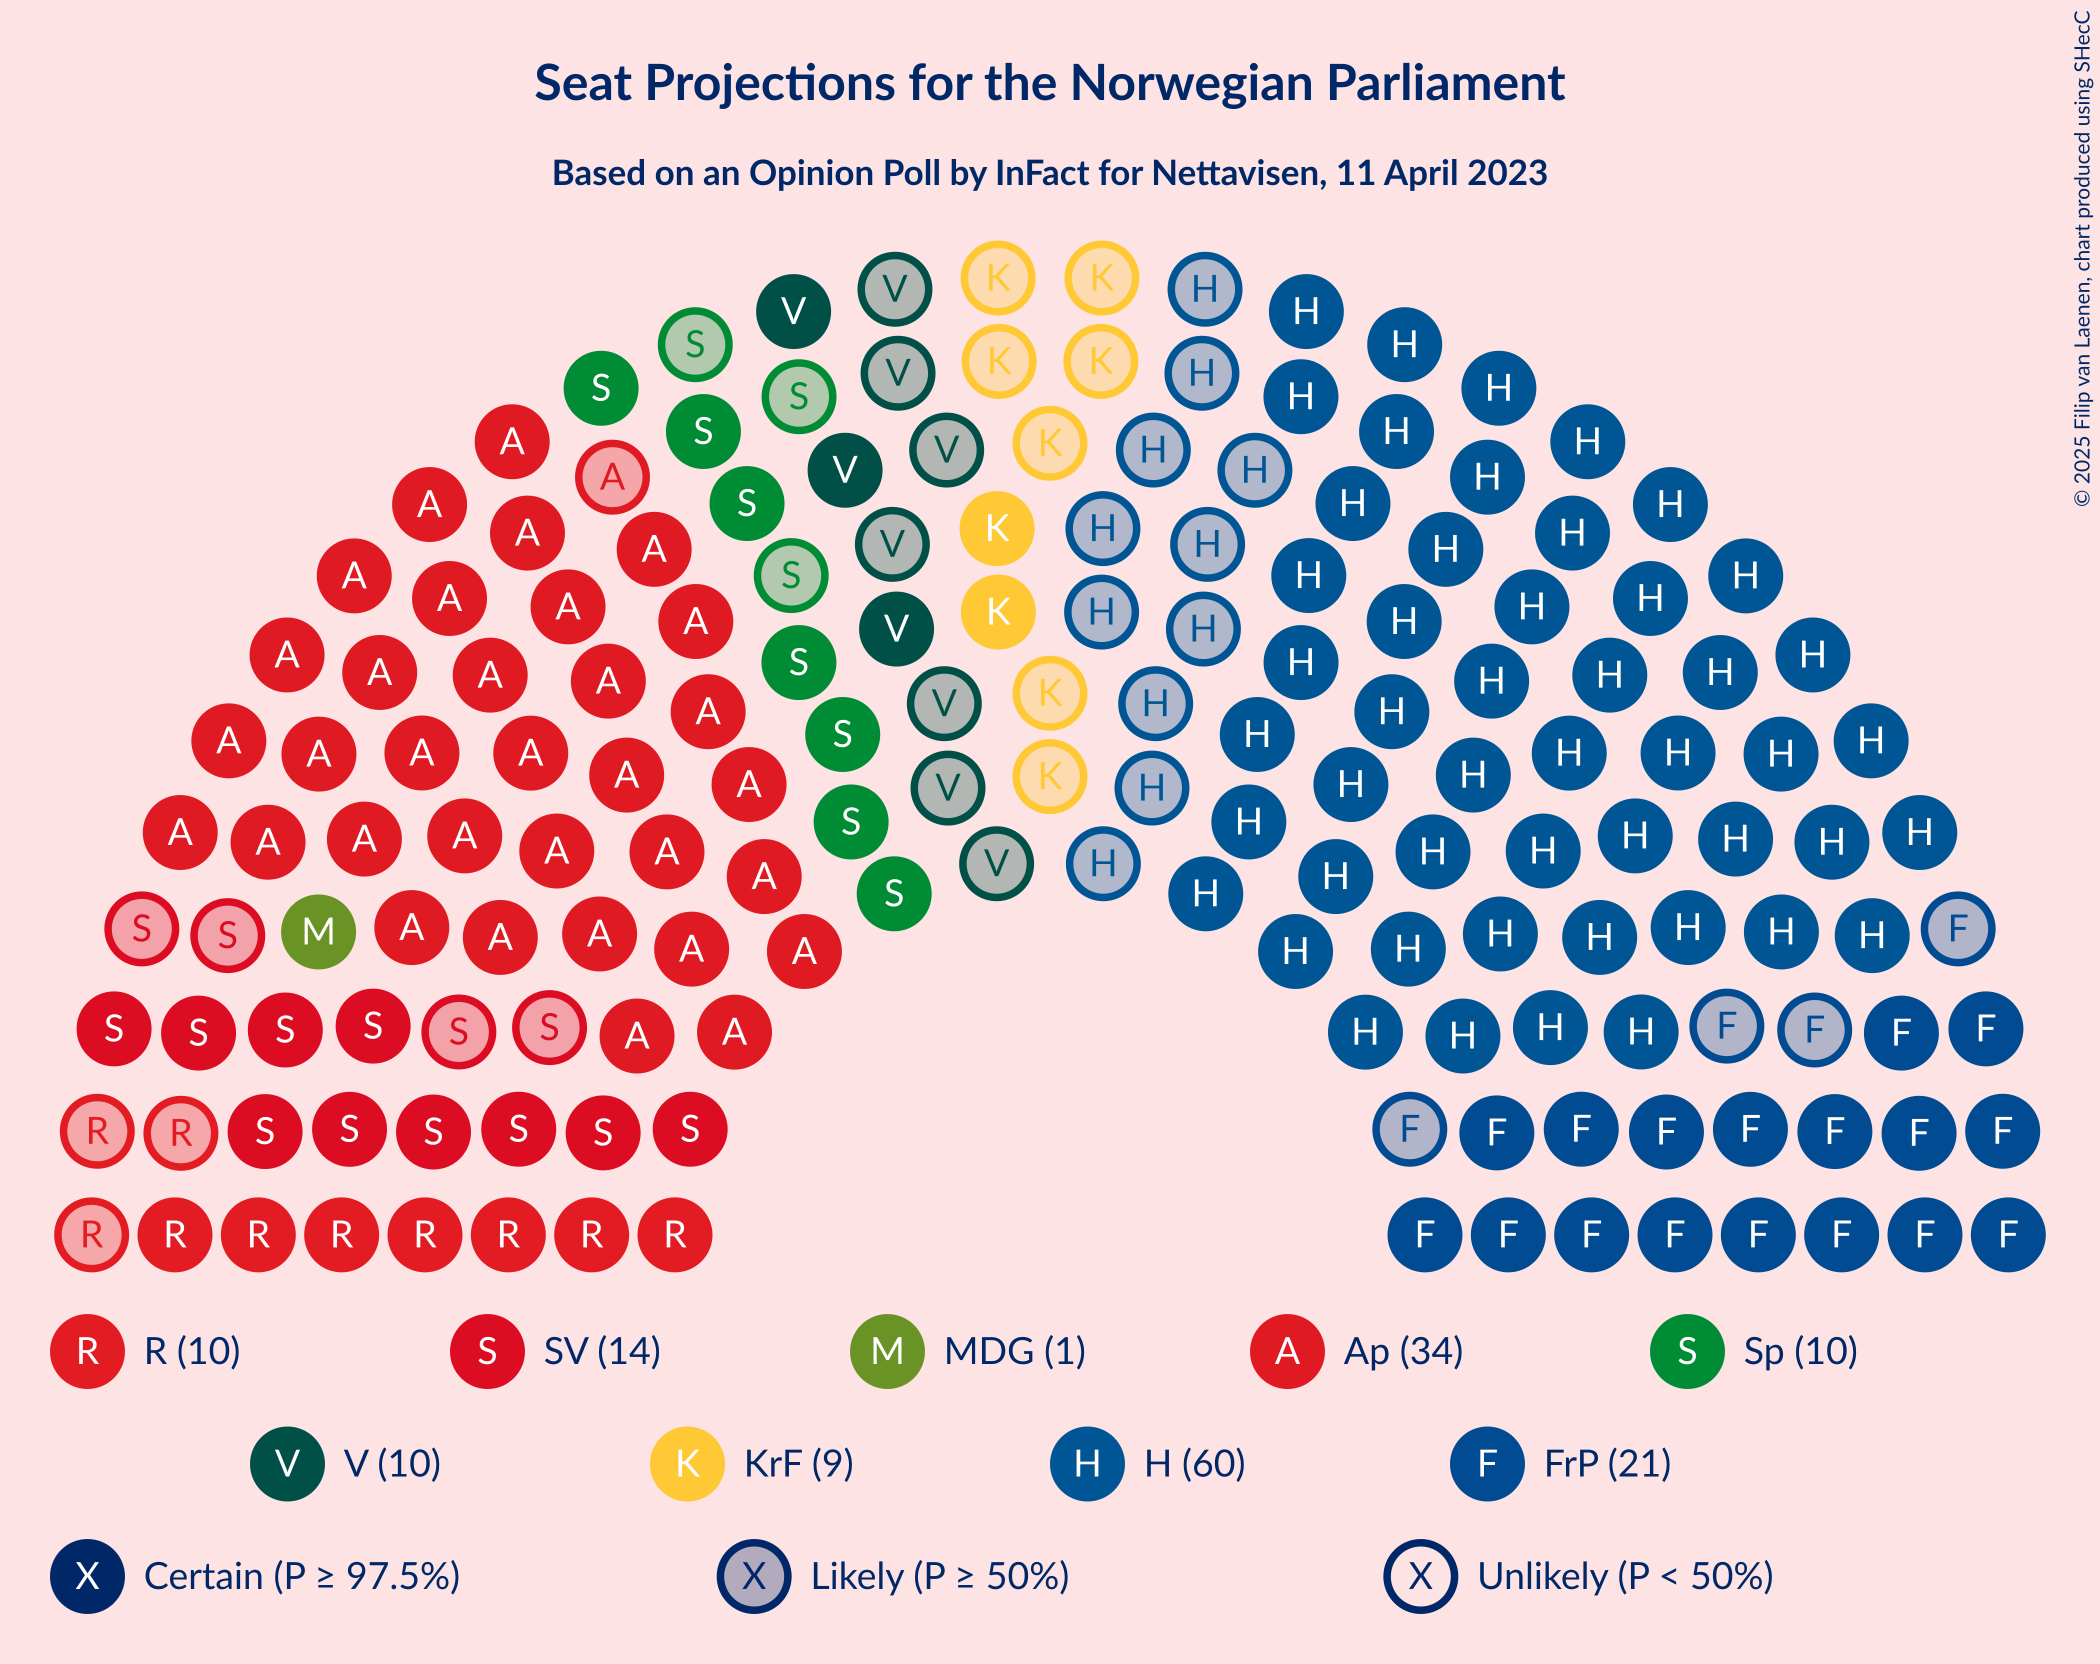 Seat Projections for the Norwegian Parliament
Based on an Opinion Poll by InFact for Nettavisen, 11 April 2023
© 2025 Filip van Laenen, chart produced using SHecC
V K K H
S V V H H
S S K K H H
A S V K H H H
A A S V K H H H H
A A A S V K H H H H H
A A A A S V K H H H H H H
A A A A S V K H H H H H H
A A A A A S V K H H H H H H H
A A A A A A S V K H H H H H H H H
A A A A A A A S V H H H H H H H H H
S S M A A A A A H H H H H H H F
S S S S S S A A H H H H F F F F
R R S S S S S S F F F F F F F F
R R R R R R R R F F F F F F F F
R R (10) S SV (14) M MDG (1) A Ap (34) S Sp (10)
V V (10) K KrF (9) H H (60) F FrP (21)
X Certain (P ≥ 97.5%) X Likely (P ≥ 50%) X Unlikely (P < 50%)